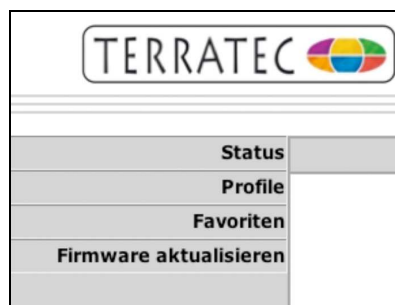 TERRATEC
Status
Profile
Favoriten
Firmware aktualisieren